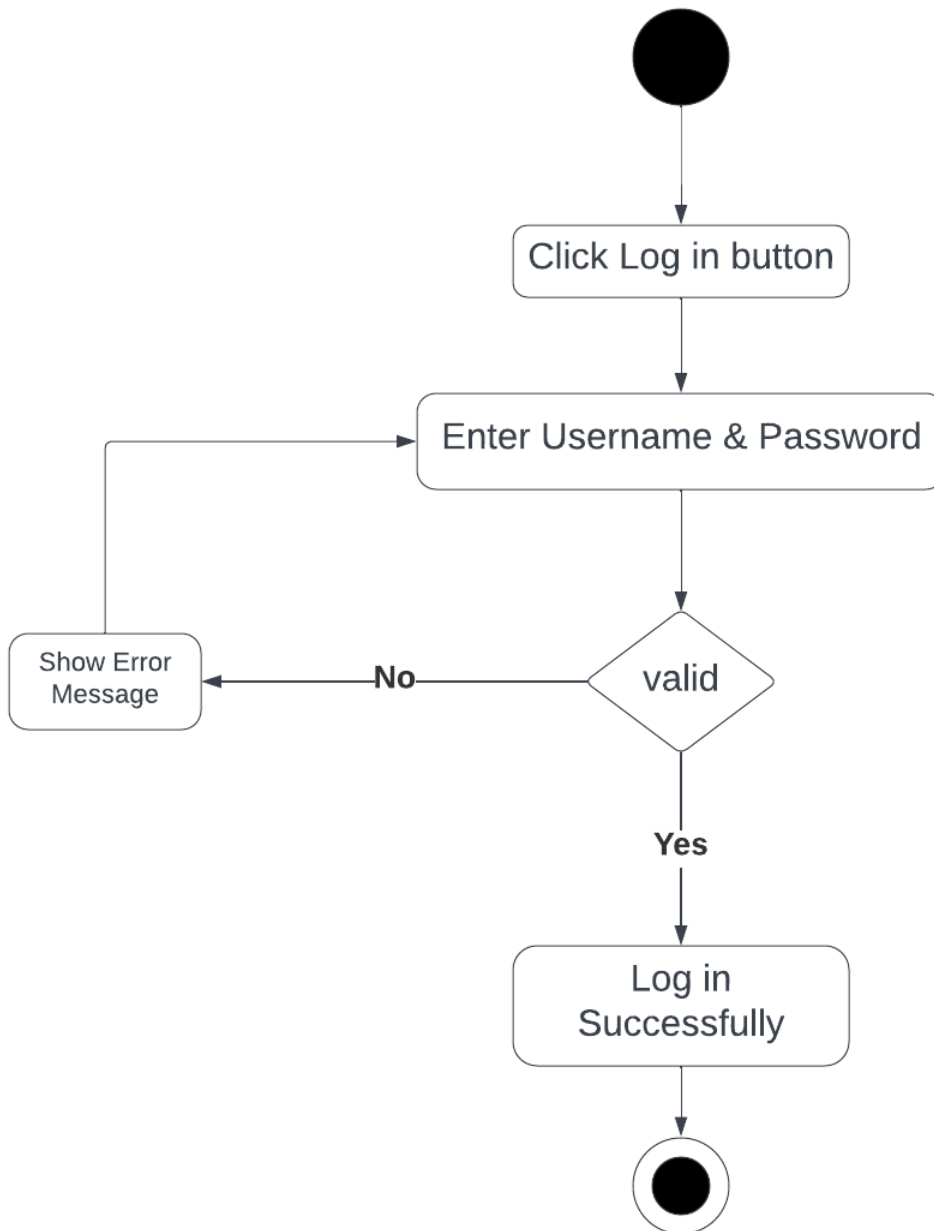 Click Log in button
Enter Username & Password
valid
No
Show Error
Message
Yes
Log in
Successfully